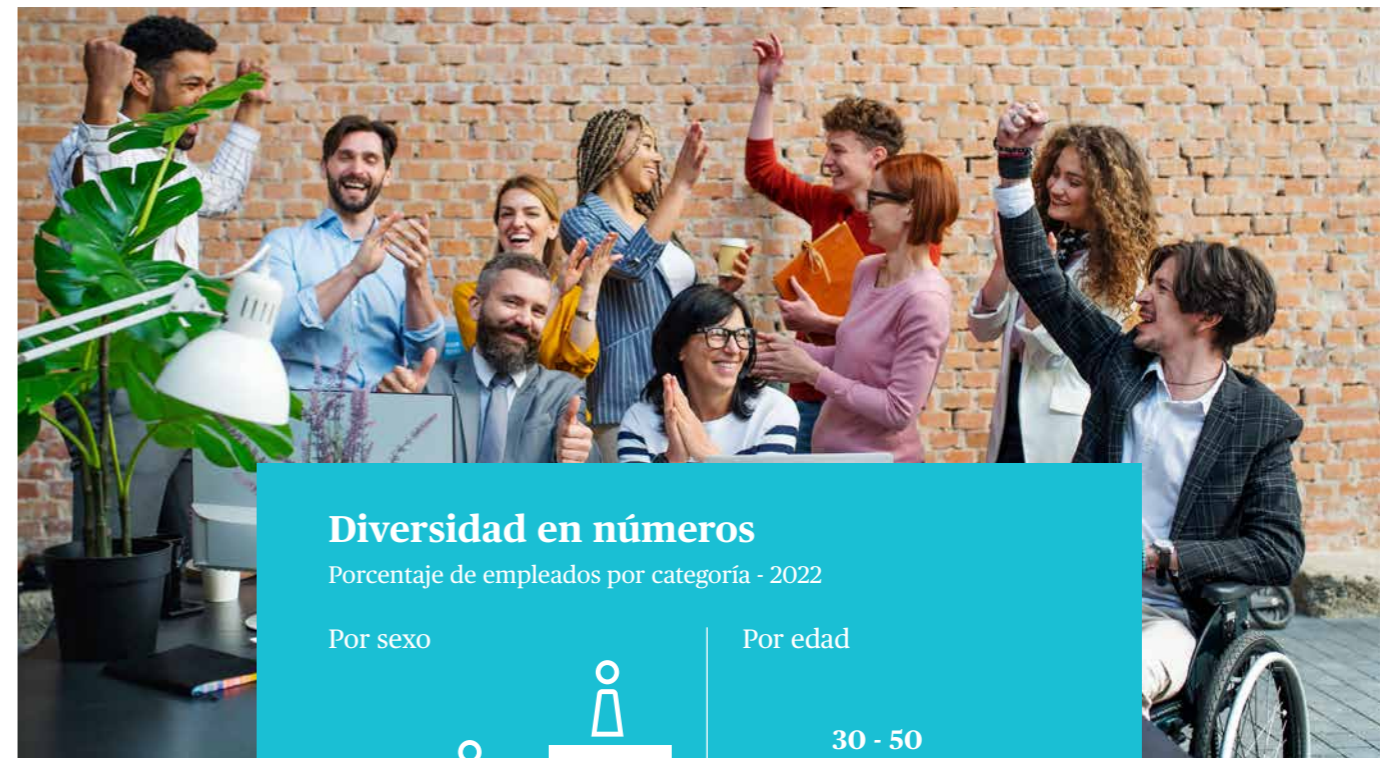 Diversidad en números
Porcentaje de empleados por categoría - 2022
Por sexo
Por edad
30 - 50